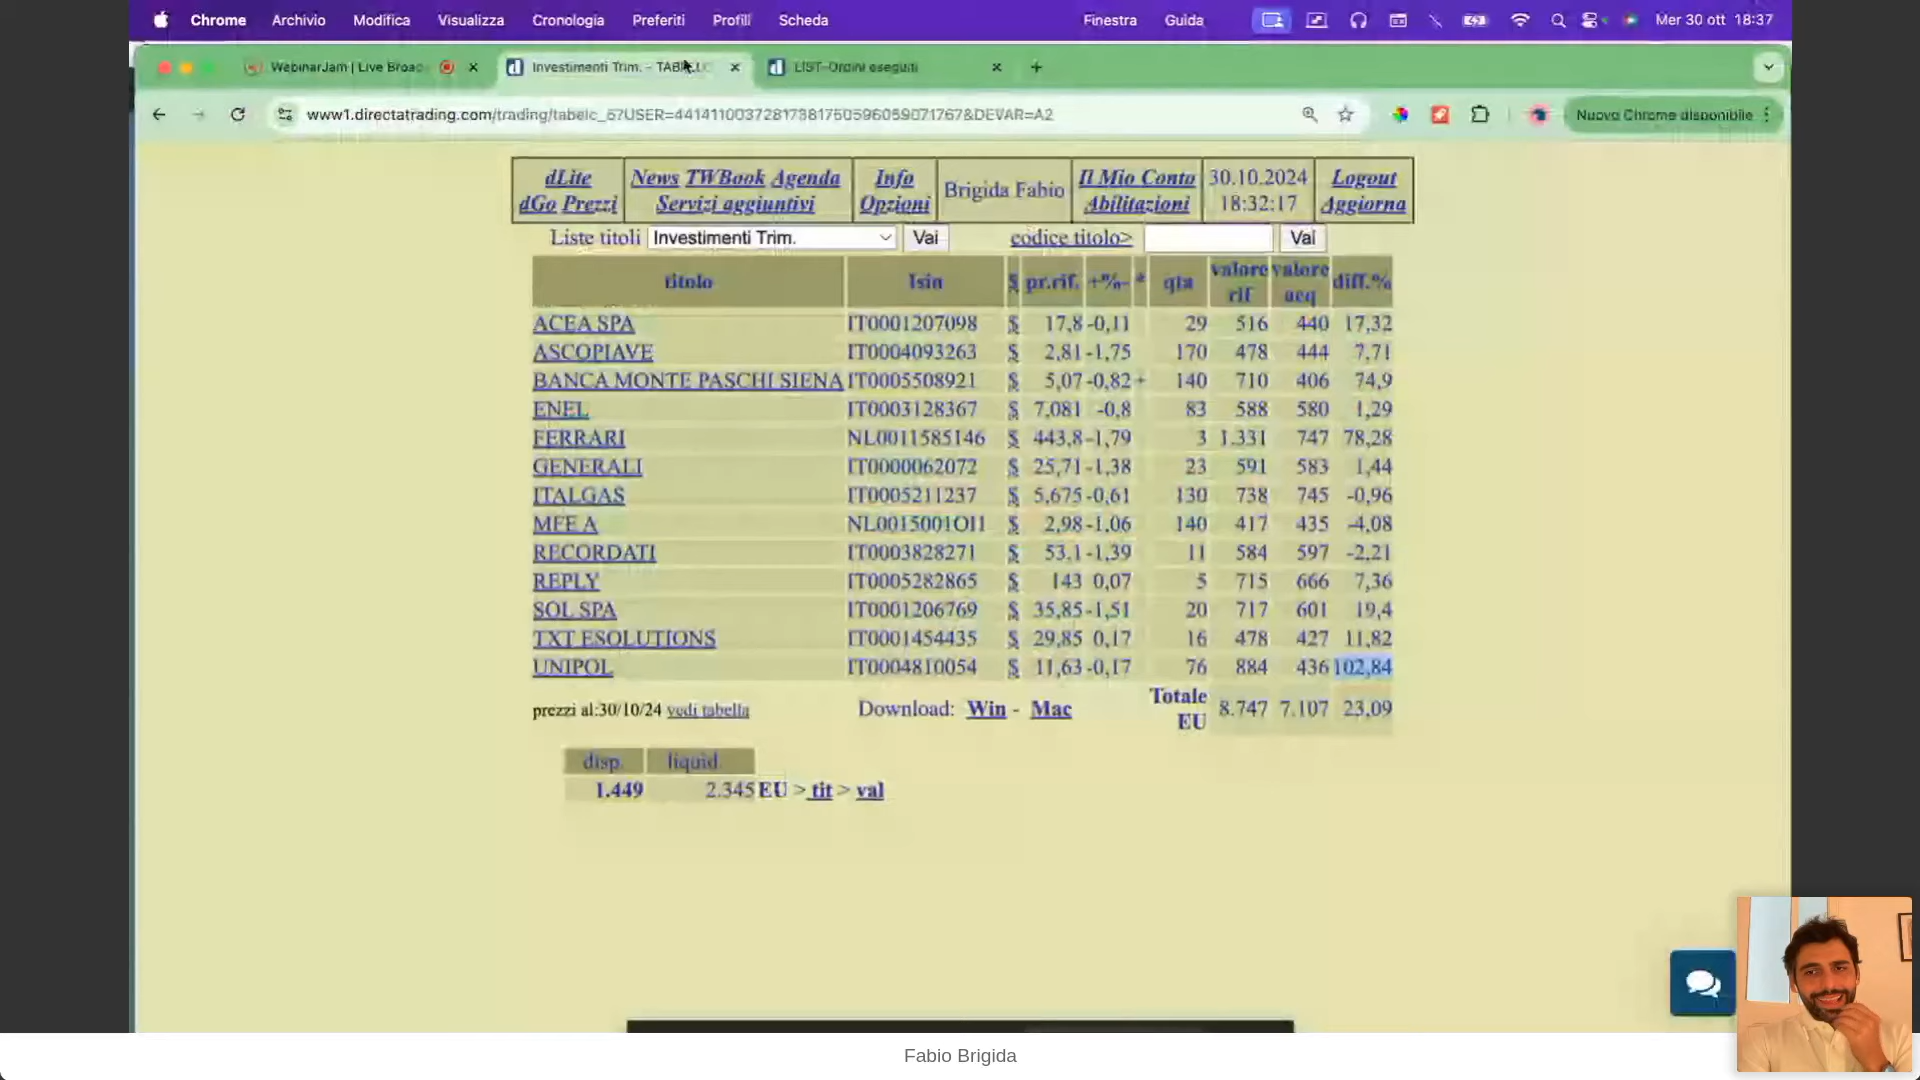 Chrome Archivio Modifica Visualizza Cronologia Preferiti Profili Scheda Finestra Guida Mer 30 ott 18:37
WebinarJam | Live Broac Investimenti Trim. - TABELLC LIST-Ordini eseguiti
www1.directatrading.com/trading/tabelc_6?USER=4414110037281738175059605907176​7&DEVAR=A2 Nuovo Chrome disponibile
dLite News TWBook Agenda Info Brigida Fabio Il Mio Conto 30.10.2024 Logout
dGo Prezzi Servizi aggiuntivi Opzioni Abilitazioni 18:32:17 Aggiorna
Liste titoli Investimenti Trim. Vai codice titolo> Vai
titolo Isin $ pr.rif. +%- * qta valore rif valore acq diff.%
ACEA SPA IT0001207098 $ 17,8 -0,11 29 516 440 17,32
ASCOPIAVE IT0004093263 $ 2,81 -1,75 170 478 444 7,71
BANCA MONTE PASCHI SIENA IT0005508921 $ 5,07 -0,82 + 140 710 406 74,9
ENEL IT0003128367 $ 7,081 -0,8 83 588 580 1,29
FERRARI NL0011585146 $ 443,8 -1,79 3 1.331 747 78,28
GENERALI IT0000062072 $ 25,71 -1,38 23 591 583 1,44
ITALGAS IT0005211237 $ 5,675 -0,61 130 738 745 -0,96
MFE A NL0015001OI1 $ 2,98 -1,06 140 417 435 -4,08
RECORDATI IT0003828271 $ 53,1 -1,39 11 584 597 -2,21
REPLY IT0005282865 $ 143 0,07 5 715 666 7,36
SOL SPA IT0001206769 $ 35,85 -1,51 20 717 601 19,4
TXT ESOLUTIONS IT0001454435 $ 29,85 0,17 16 478 427 11,82
UNIPOL IT0004810054 $ 11,63 -0,17 76 884 436 102,84
prezzi al:30/10/24 vedi tabella Download: Win - Mac Totale EU 8.747 7.107 23,09
disp. liquid.
1.449 2.345 EU > tit > val
Fabio Brigida